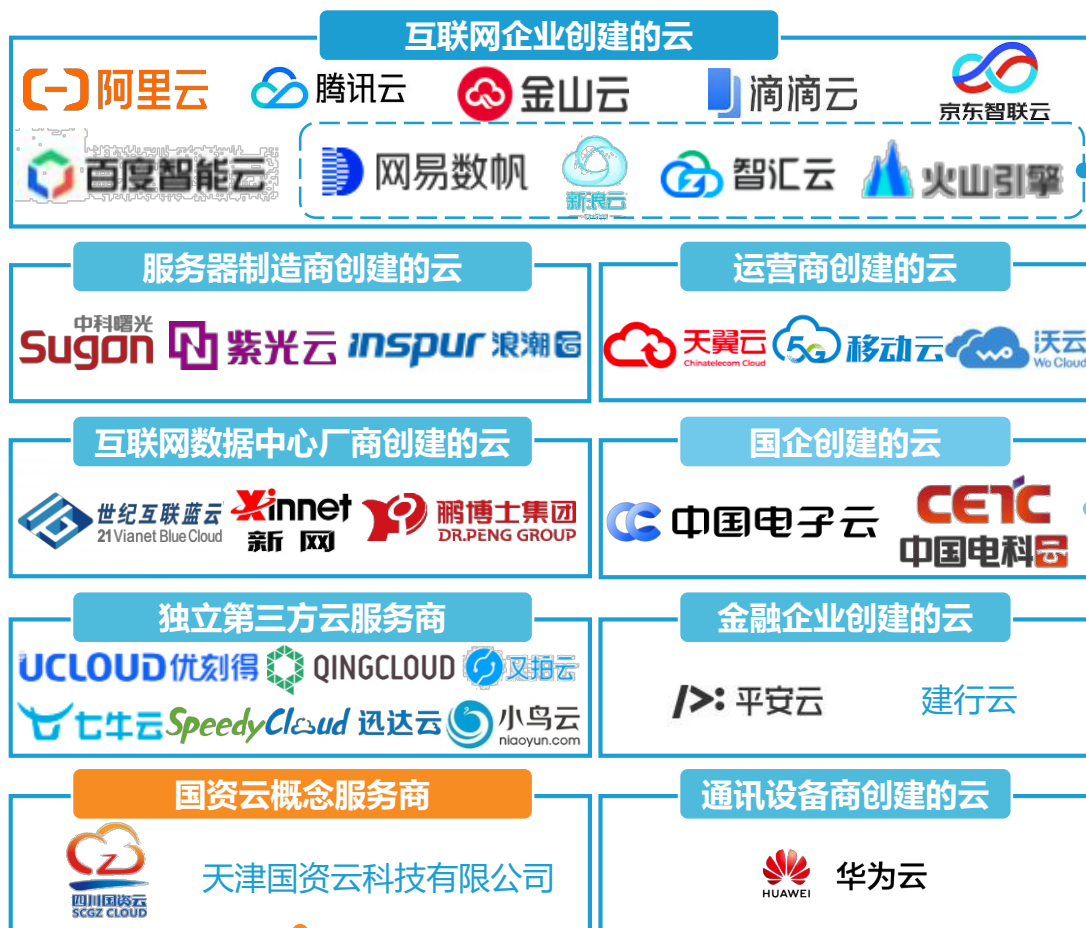 互联网企业创建的云
阿里云 腾讯云 金山云 滴滴云 京东智联云
百度智能云 网易数帆 新浪云 智汇云 火山引擎
服务器制造商创建的云
中科曙光
Sugon 紫光云 inspur 浪潮云
运营商创建的云
天翼云
Chinatelecom Cloud
5G 移动云
wo 沃云
Wo Cloud
互联网数据中心厂商创建的云
世纪互联蓝云
21Vianet Blue Cloud
Xinnet
新网
鹏博士集团
DR.PENG GROUP
国企创建的云
中国电子云
CETC
中国电科云
独立第三方云服务商
UCLOUD优刻得 QINGCLOUD 又拍云
七牛云 SpeedyCloud 迅达云 小鸟云
niaoyun.com
金融企业创建的云
平安云 建行云
国资云概念服务商
四川国资云
SCGZ CLOUD
天津国资云科技有限公司
通讯设备商创建的云
HUAWEI 华为云